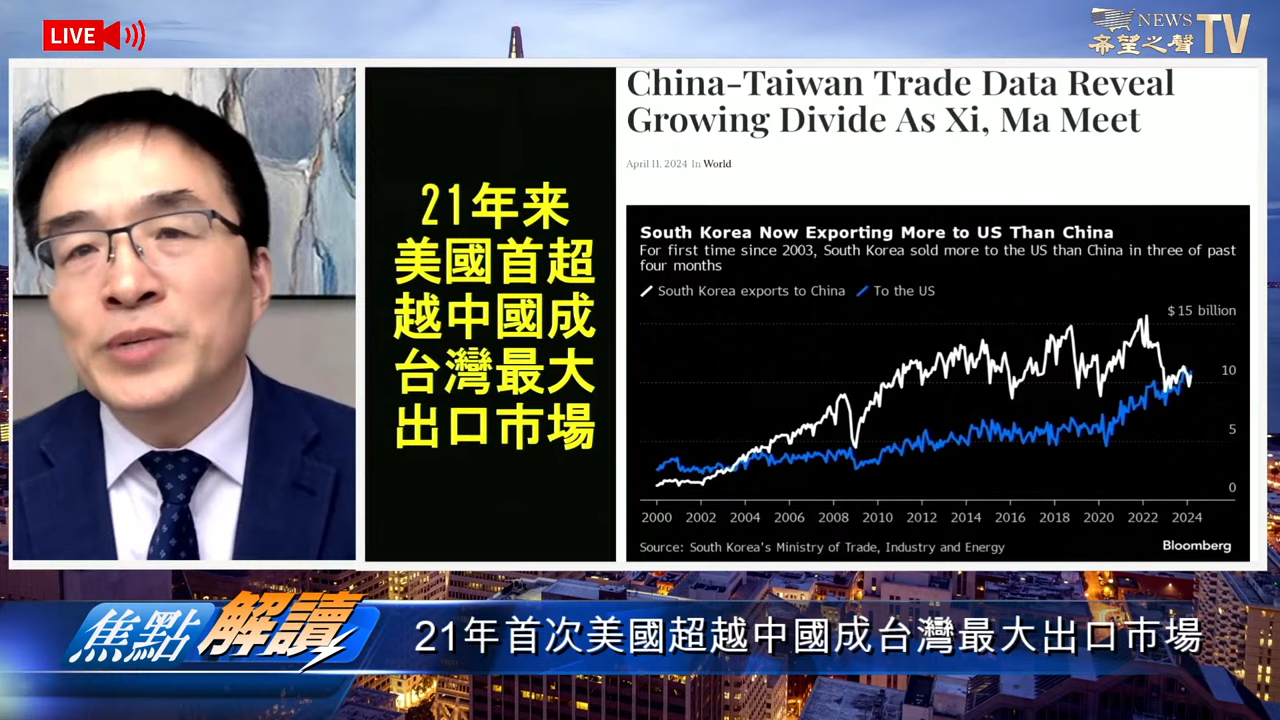 LIVE
NEWS
希望之聲TV
21年来
美國首超
越中國成
台灣最大
出口市場
China-Taiwan Trade Data Reveal
Growing Divide As Xi, Ma Meet
April 11, 2024 In World
South Korea Now Exporting More to US Than China
For first time since 2003, South Korea sold more to the US than China in three of past
four months
South Korea exports to China To the US
$15 billion
10
5
0
2000 2002 2004 2006 2008 2010 2012 2014 2016 2018 2020 2022 2024
Source: South Korea's Ministry of Trade, Industry and Energy
Bloomberg
焦點解讀
21年首次美國超越中國成台灣最大出口市場